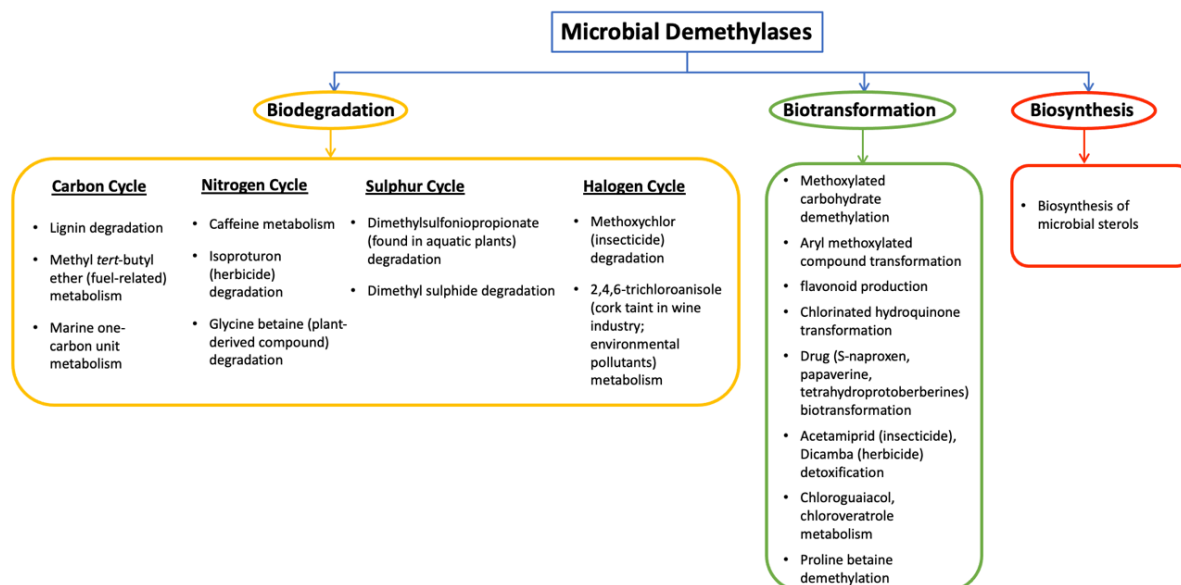 Microbial Demethylases
Biodegradation
Biotransformation
Biosynthesis
Carbon Cycle
• Lignin degradation
• Methyl tert-butyl
ether (fuel-related)
metabolism
• Marine one-
carbon unit
metabolism
Nitrogen Cycle
• Caffeine metabolism
• Isoproturon
(herbicide)
degradation
• Glycine betaine (plant-
derived compound)
degradation
Sulphur Cycle
• Dimethylsulfoniopropionate
(found in aquatic plants)
degradation
• Dimethyl sulphide degradation
Halogen Cycle
• Methoxychlor
(insecticide)
degradation
• 2,4,6-trichloroanisole
(cork taint in wine
industry;
environmental
pollutants)
metabolism
• Methoxylated
carbohydrate
demethylation
• Aryl methoxylated
compound transformation
• flavonoid production
• Chlorinated hydroquinone
transformation
• Drug (S-naproxen,
papaverine,
tetrahydroprotoberberines)
biotransformation
• Acetamiprid (insecticide),
Dicamba (herbicide)
detoxification
• Chloroguaiacol,
chloroveratrole
metabolism
• Proline betaine
demethylation
• Biosynthesis of
microbial sterols